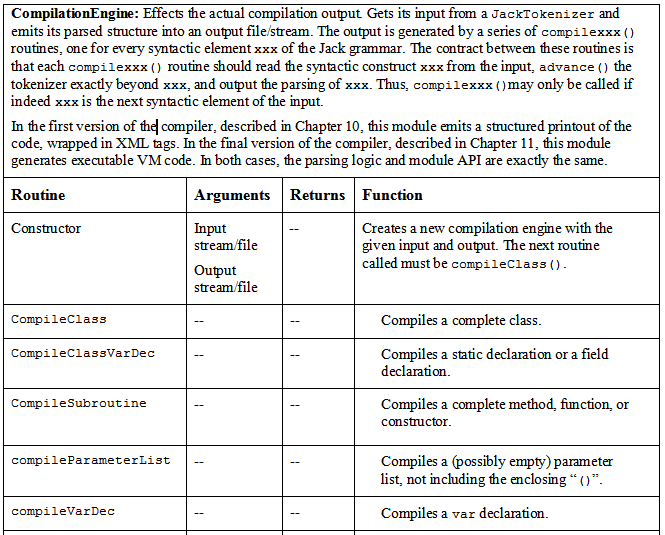 CompilationEngine: Effects the actual compilation output. Gets its input from a JackTokenizer and
emits its parsed structure into an output file/stream. The output is generated by a series of compilexxx()
routines, one for every syntactic element xxx of the Jack grammar. The contract between these routines is
that each compilexxx() routine should read the syntactic construct xxx from the input, advance() the
tokenizer exactly beyond xxx, and output the parsing of xxx. Thus, compilexxx()may only be called if
indeed xxx is the next syntactic element of the input.
In the first version of the compiler, described in Chapter 10, this module emits a structured printout of the
code, wrapped in XML tags. In the final version of the compiler, described in Chapter 11, this module
generates executable VM code. In both cases, the parsing logic and module API are exactly the same.
Routine Arguments Returns Function
Constructor Input -- Creates a new compilation engine with the
stream/file given input and output. The next routine
Output called must be compileClass().
stream/file
CompileClass -- -- Compiles a complete class.
CompileClassVarDec -- -- Compiles a static declaration or a field
declaration.
CompileSubroutine -- -- Compiles a complete method, function, or
constructor.
compileParameterList -- -- Compiles a (possibly empty) parameter
list, not including the enclosing “()”.
compileVarDec -- -- Compiles a var declaration.